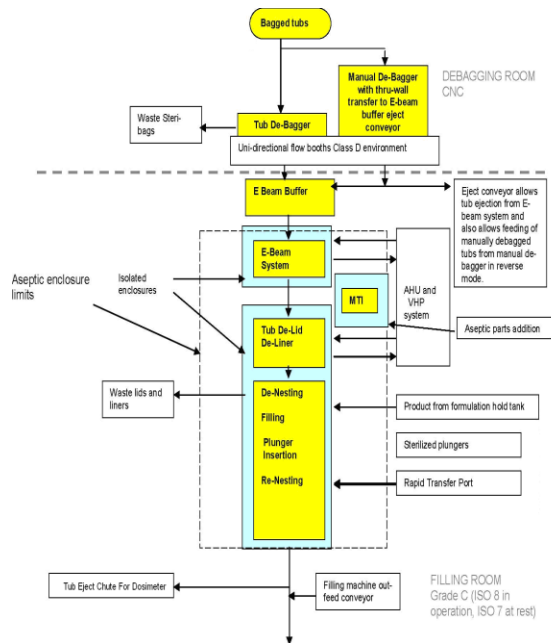 Bagged tubs
Manual De-Bagger
with thru-wall
transfer to E-beam
buffer eject
conveyor
DEBAGGING ROOM
CNC
Waste Steri-
bags
Tub De-Bagger
Uni-directional flow booths Class D environment
E Beam Buffer
Eject conveyor allows
tub ejection from E-
beam system and
also allows feeding of
manually debagged
tubs from manual de-
bagger in reverse
mode.
E-Beam
System
Aseptic enclosure
limits
Isolated
enclosures
MTI
AHU and
VHP
system
Aseptic parts addition
Tub De-Lid
De-Liner
Waste lids and
liners
De-Nesting
Filling
Plunger
Insertion
Re-Nesting
Product from formulation hold tank
Sterilized plungers
Rapid Transfer Port
Tub Eject Chute For Dosimeter
Filling machine out-
feed conveyor
FILLING ROOM
Grade C (ISO 8 in
operation, ISO 7 at rest)